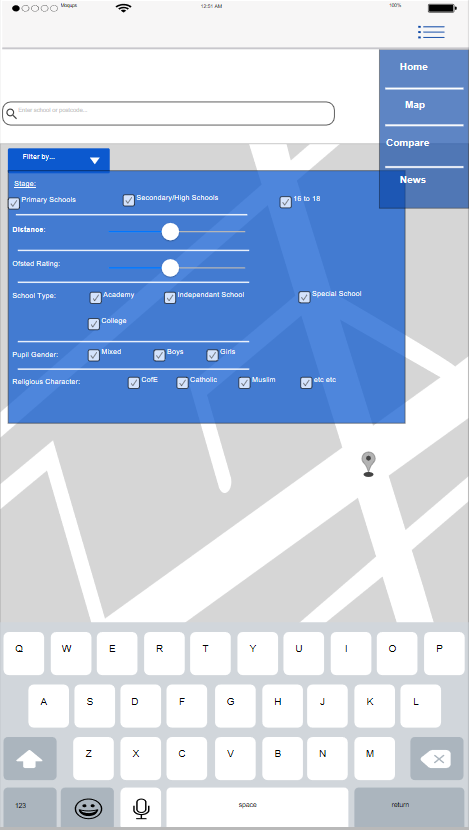 Moqups 12:01 AM 100%
Home
Map
Enter school or postcode...
Compare
Filter by...
News
Stage:
Primary Schools Secondary/High Schools 16 to 18
Distance:
Ofsted Rating:
School Type: Academy Independant School Special School
College
Pupil Gender: Mixed Boys Girls
Religious Character: CofE Catholic Muslim etc etc
Q W E R T Y U I O P
A S D F G H J K L
Z X C V B N M
123 space return